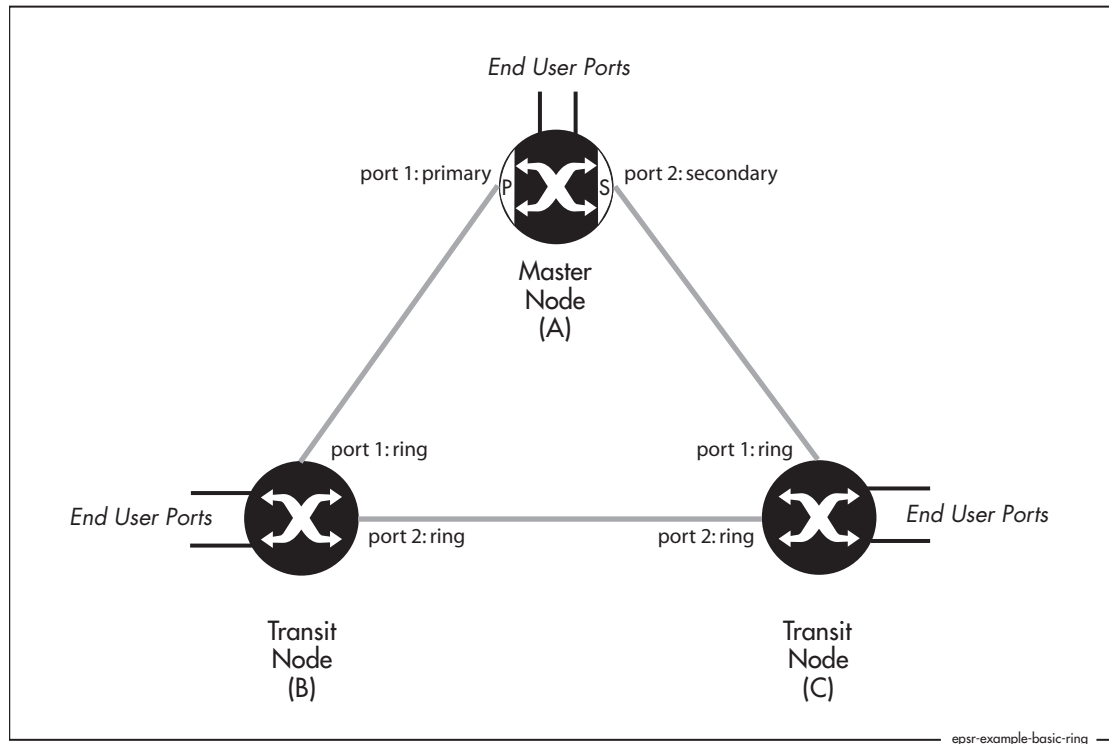 End User Ports
port 1: primary
P
S
port 2: secondary
Master
Node
(A)
port 1: ring
port 1: ring
End User Ports
End User Ports
port 2: ring
port 2: ring
Transit
Node
(B)
Transit
Node
(C)
epsr-example-basic-ring